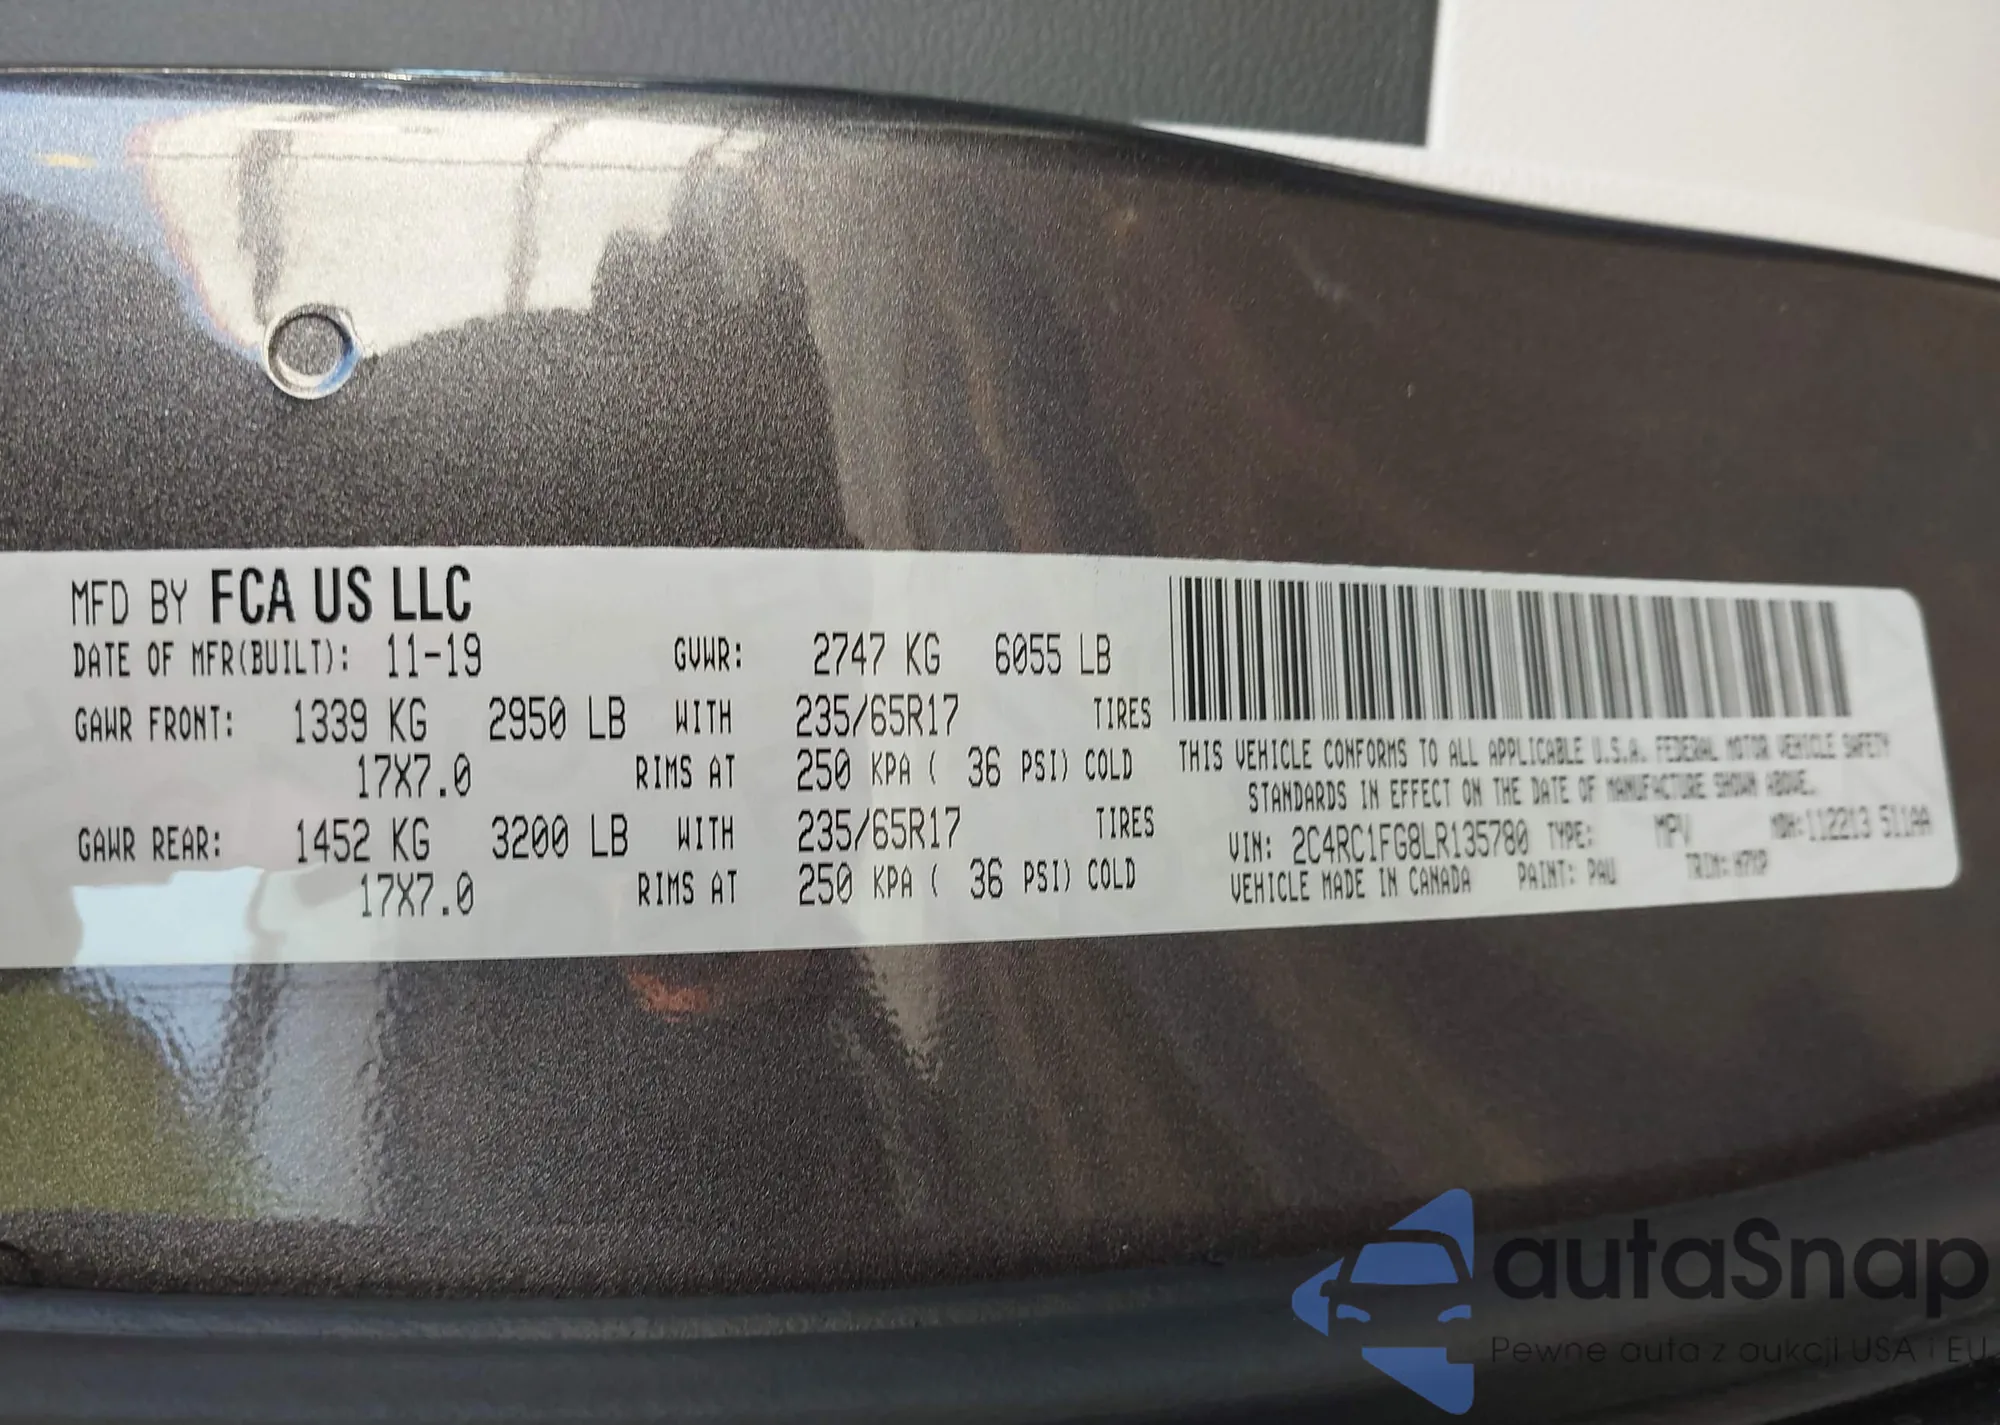 MFD BY FCA US LLC
DATE OF MFR(BUILT): 11-19 GVWR: 2747 KG 6055 LB
GAWR FRONT: 1339 KG 2950 LB WITH 235/65R17 TIRES
17X7.0 RIMS AT 250 KPA ( 36 PSI) COLD
GAWR REAR: 1452 KG 3200 LB WITH 235/65R17 TIRES
17X7.0 RIMS AT 250 KPA ( 36 PSI) COLD
THIS VEHICLE CONFORMS TO ALL APPLICABLE U.S.A. FEDERAL MOTOR VEHICLE SAFETY
STANDARDS IN EFFECT ON THE DATE OF MANUFACTURE SHOWN ABOVE.
VIN: 2C4RC1FG8LR135780 TYPE: MPV MDH:112213 511AA
VEHICLE MADE IN CANADA PAINT: PAU TRIM:
autaSnap
Pewne auta z aukcji USA i EU